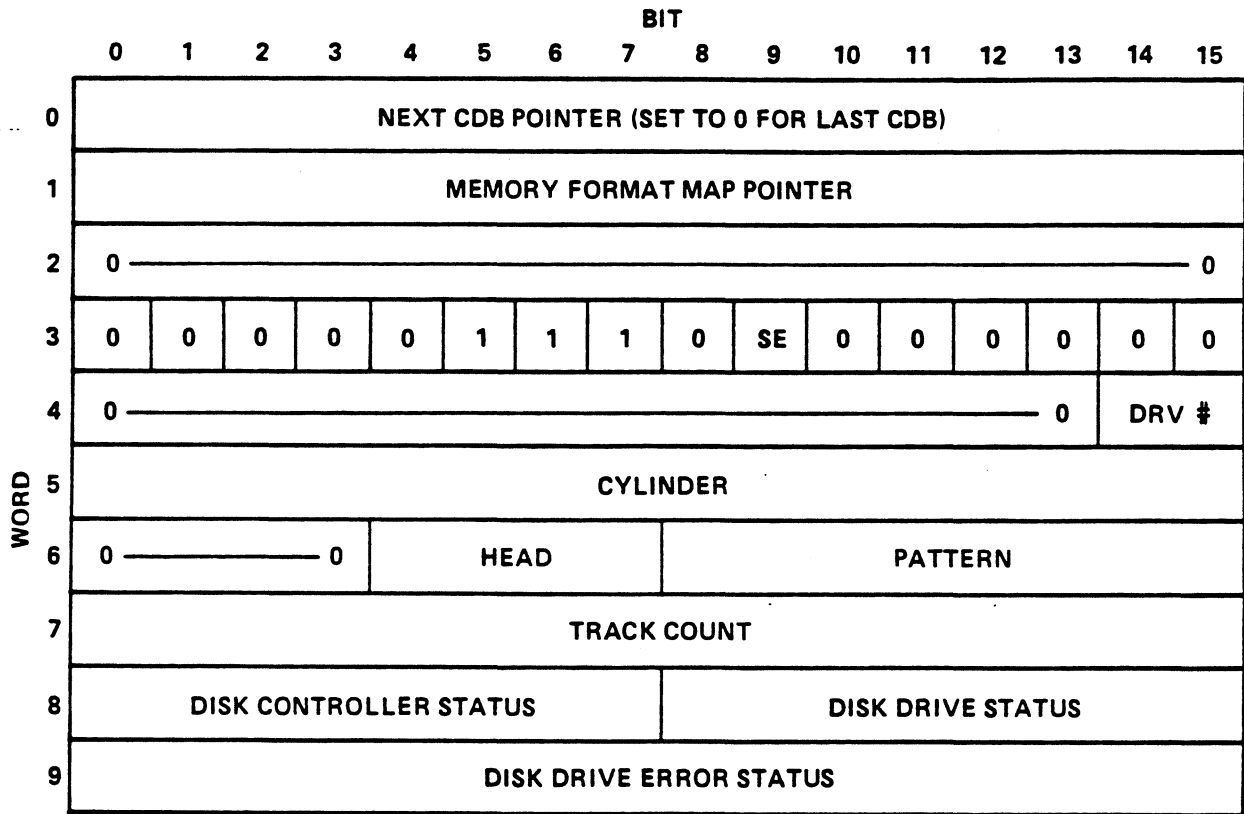 BIT
0 1 2 3 4 5 6 7 8 9 10 11 12 13 14 15
0 NEXT CDB POINTER (SET TO 0 FOR LAST CDB)
1 MEMORY FORMAT MAP POINTER
2 0 0
3 0 0 0 0 0 1 1 1 0 SE 0 0 0 0 0 0
4 0 0 DRV #
WORD
5 CYLINDER
6 0 0 HEAD PATTERN
7 TRACK COUNT
8 DISK CONTROLLER STATUS DISK DRIVE STATUS
9 DISK DRIVE ERROR STATUS